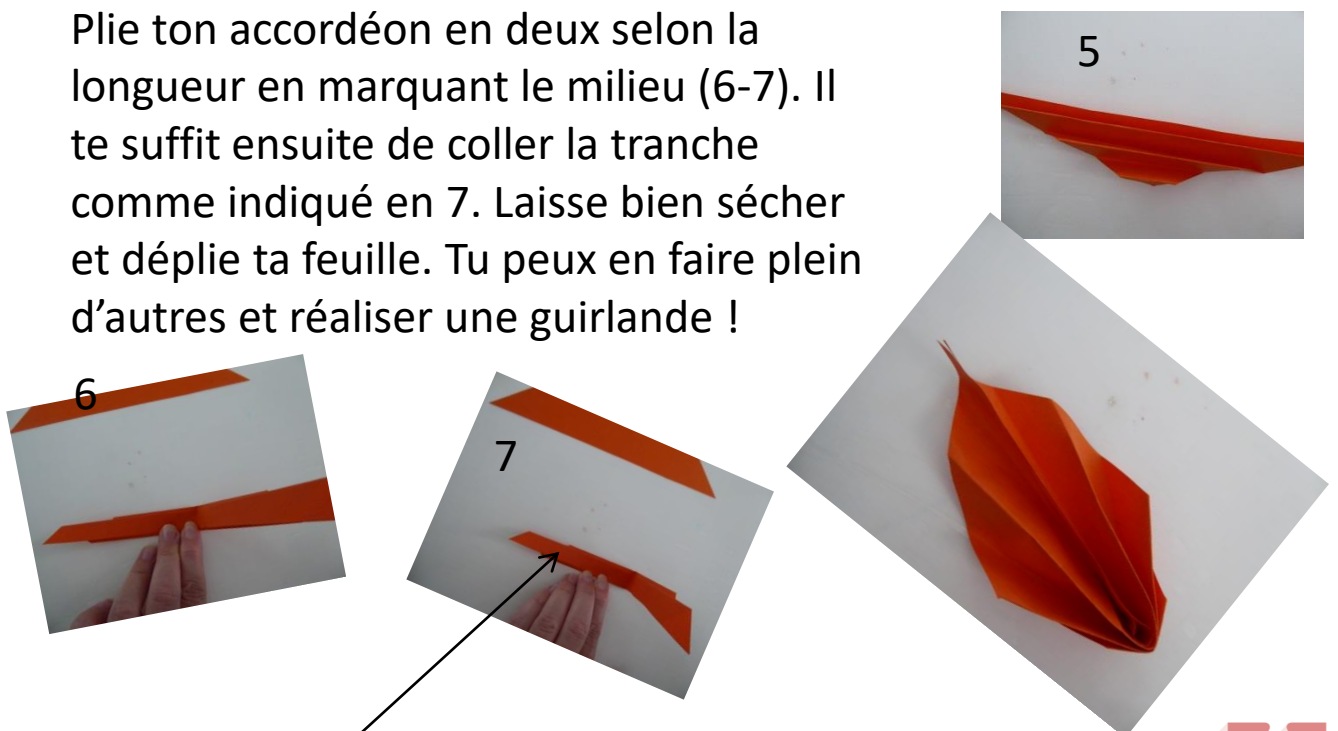 Plie ton accordéon en deux selon la
longueur en marquant le milieu (6-7). Il
te suffit ensuite de coller la tranche
comme indiqué en 7. Laisse bien sécher
et déplie ta feuille. Tu peux en faire plein
d’autres et réaliser une guirlande !
5
6
7